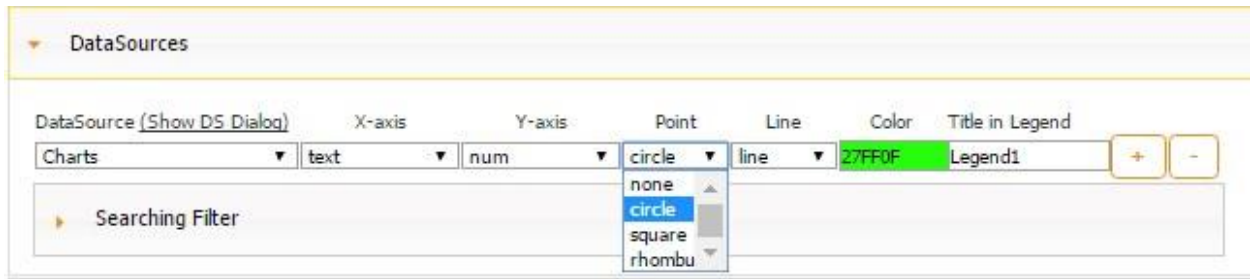 DataSources
DataSource (Show DS Dialog) X-axis Y-axis Point Line Color Title in Legend
Charts text num circle line 27FF0F Legend1 + -
none
circle
square
rhombu
Searching Filter